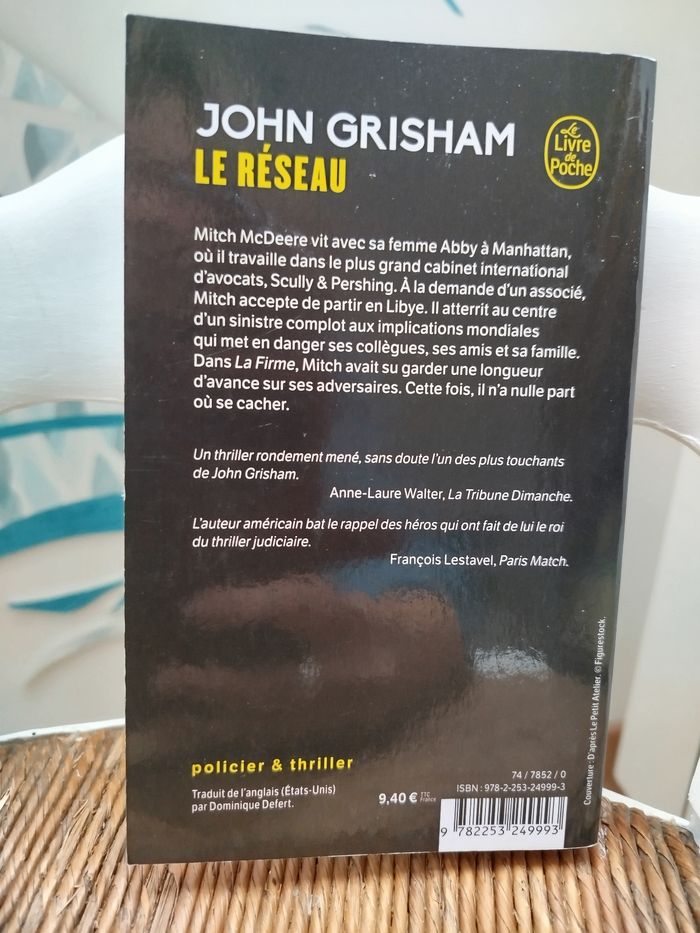 JOHN GRISHAM
LE RÉSEAU
Le
Livre
de
Poche
Mitch McDeere vit avec sa femme Abby à Manhattan,
où il travaille dans le plus grand cabinet international
d'avocats, Scully & Pershing. À la demande d'un associé,
Mitch accepte de partir en Libye. Il atterrit au centre
d'un sinistre complot aux implications mondiales
qui met en danger ses collègues, ses amis et sa famille.
Dans La Firme, Mitch avait su garder une longueur
d'avance sur ses adversaires. Cette fois, il n'a nulle part
où se cacher.
Un thriller rondement mené, sans doute l'un des plus touchants
de John Grisham.
Anne-Laure Walter, La Tribune Dimanche.
L'auteur américain bat le rappel des héros qui ont fait de lui le roi
du thriller judiciaire.
François Lestavel, Paris Match.
policier & thriller
Traduit de l'anglais (États-Unis)
par Dominique Defert.
9,40 € TTC France
74 / 7852 / 0
ISBN : 978-2-253-24999-3
9 782253 249993
Couverture : D'après Le Petit Atelier. © Figurestock.